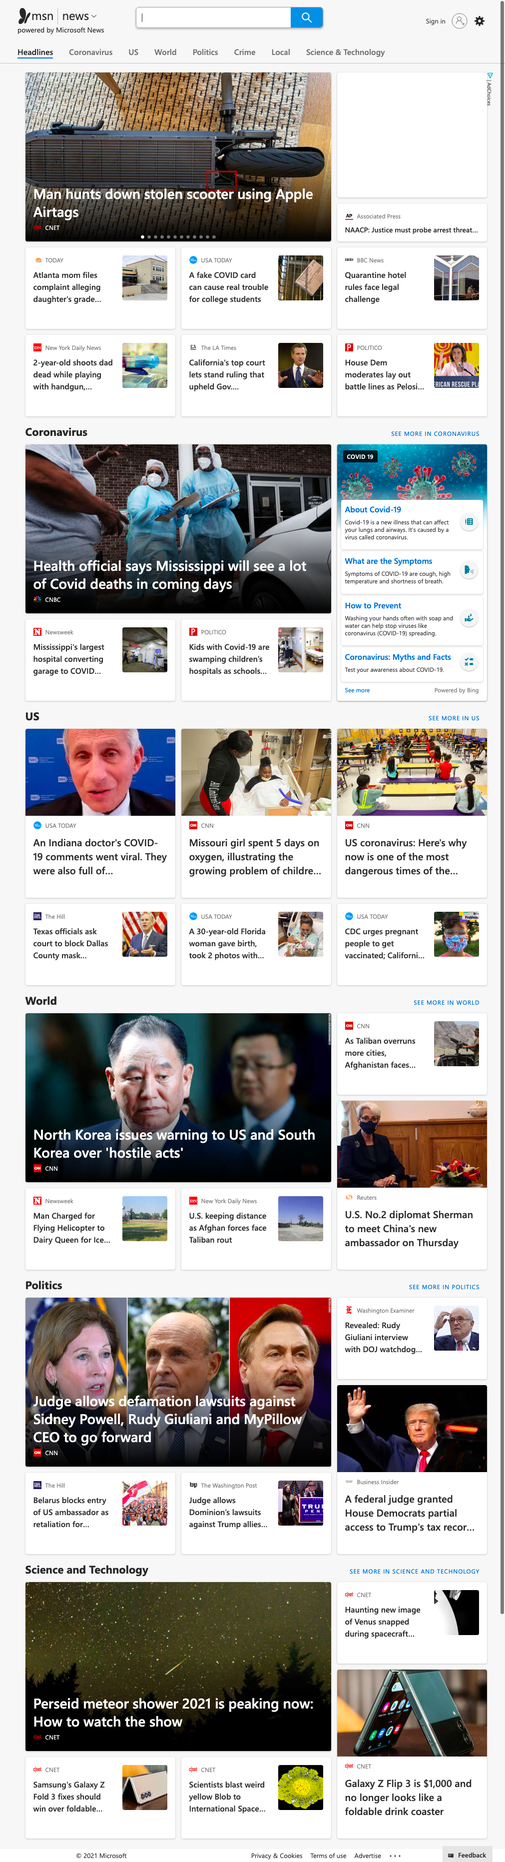 msn | news
powered by Microsoft News
Sign in
Headlines Coronavirus US World Politics Crime Local Science & Technology
AdChoices
Man hunts down stolen scooter using Apple
Airtags
CNET
Associated Press
NAACP: Justice must probe arrest threat...
TODAY
Atlanta mom files
complaint alleging
daughter's grade...
USA TODAY
A fake COVID card
can cause real trouble
for college students
BBC News
Quarantine hotel
rules face legal
challenge
New York Daily News
2-year-old shoots dad
dead while playing
with handgun,...
The LA Times
California's top court
lets stand ruling that
upheld Gov....
POLITICO
House Dem
moderates lay out
battle lines as Pelosi...
ERICAN RESCUE PL
Coronavirus
SEE MORE IN CORONAVIRUS
Health official says Mississippi will see a lot
of Covid deaths in coming days
CNBC
COVID 19
About Covid-19
Covid-19 is a new illness that can affect
your lungs and airways. It's caused by a
virus called coronavirus.
What are the Symptoms
Symptoms of COVID-19 are cough, high
temperature and shortness of breath.
How to Prevent
Washing your hands often with soap and
water can help stop viruses like
coronavirus (COVID-19) spreading.
Coronavirus: Myths and Facts
Test your awareness about COVID-19.
See more
Powered by Bing
Newsweek
Mississippi's largest
hospital converting
garage to COVID...
POLITICO
Kids with Covid-19 are
swamping children's
hospitals as schools...
US
SEE MORE IN US
USA TODAY
An Indiana doctor's COVID-
19 comments went viral. They
were also full of...
CNN
Missouri girl spent 5 days on
oxygen, illustrating the
growing problem of childre...
CNN
US coronavirus: Here's why
now is one of the most
dangerous times of the...
The Hill
Texas officials ask
court to block Dallas
County mask...
USA TODAY
A 30-year-old Florida
woman gave birth,
took 2 photos with...
USA TODAY
CDC urges pregnant
people to get
vaccinated; Californi...
World
SEE MORE IN WORLD
North Korea issues warning to US and South
Korea over 'hostile acts'
CNN
CNN
As Taliban overruns
more cities,
Afghanistan faces...
Newsweek
Man Charged for
Flying Helicopter to
Dairy Queen for Ice...
New York Daily News
U.S. keeping distance
as Afghan forces face
Taliban rout
Reuters
U.S. No.2 diplomat Sherman
to meet China's new
ambassador on Thursday
Politics
SEE MORE IN POLITICS
Judge allows defamation lawsuits against
Sidney Powell, Rudy Giuliani and MyPillow
CEO to go forward
CNN
Washington Examiner
Revealed: Rudy
Giuliani interview
with DOJ watchdog...
The Hill
Belarus blocks entry
of US ambassador as
retaliation for...
The Washington Post
Judge allows
Dominion's lawsuits
against Trump allies...
TRU
Business Insider
A federal judge granted
House Democrats partial
access to Trump's tax recor...
Science and Technology
SEE MORE IN SCIENCE AND TECHNOLOGY
Perseid meteor shower 2021 is peaking now:
How to watch the show
CNET
CNET
Haunting new image
of Venus snapped
during spacecraft...
CNET
Samsung's Galaxy Z
Fold 3 fixes should
win over foldable...
CNET
Scientists blast weird
yellow Blob to
International Space...
CNET
Galaxy Z Flip 3 is $1,000 and
no longer looks like a
foldable drink coaster
© 2021 Microsoft
Privacy & Cookies Terms of use Advertise ...
Feedback